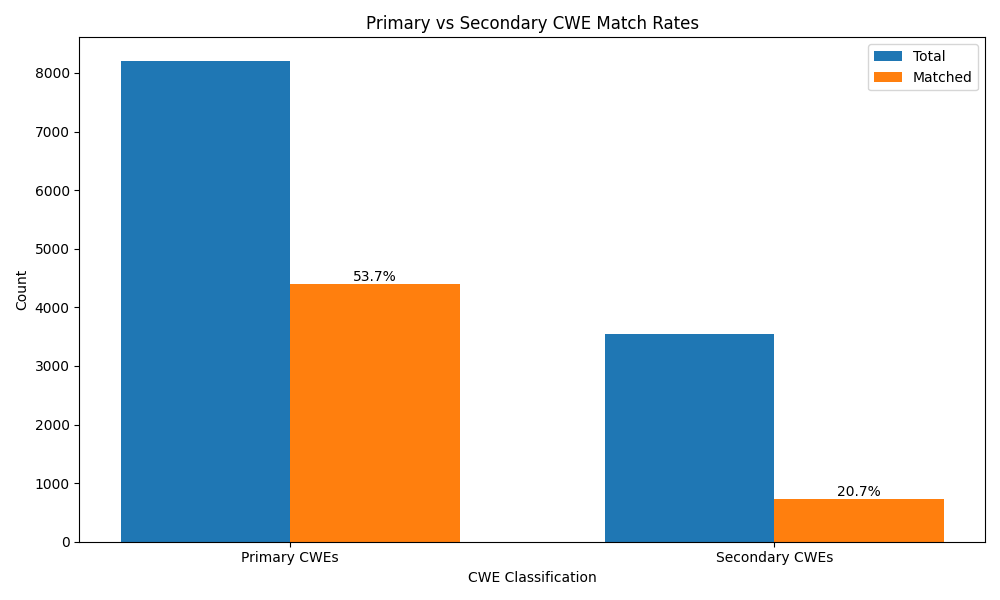 Primary vs Secondary CWE Match Rates
Total
Matched
8000
7000
6000
5000
4000
3000
2000
1000
0
Count
53.7%
20.7%
Primary CWEs
Secondary CWEs
CWE Classification